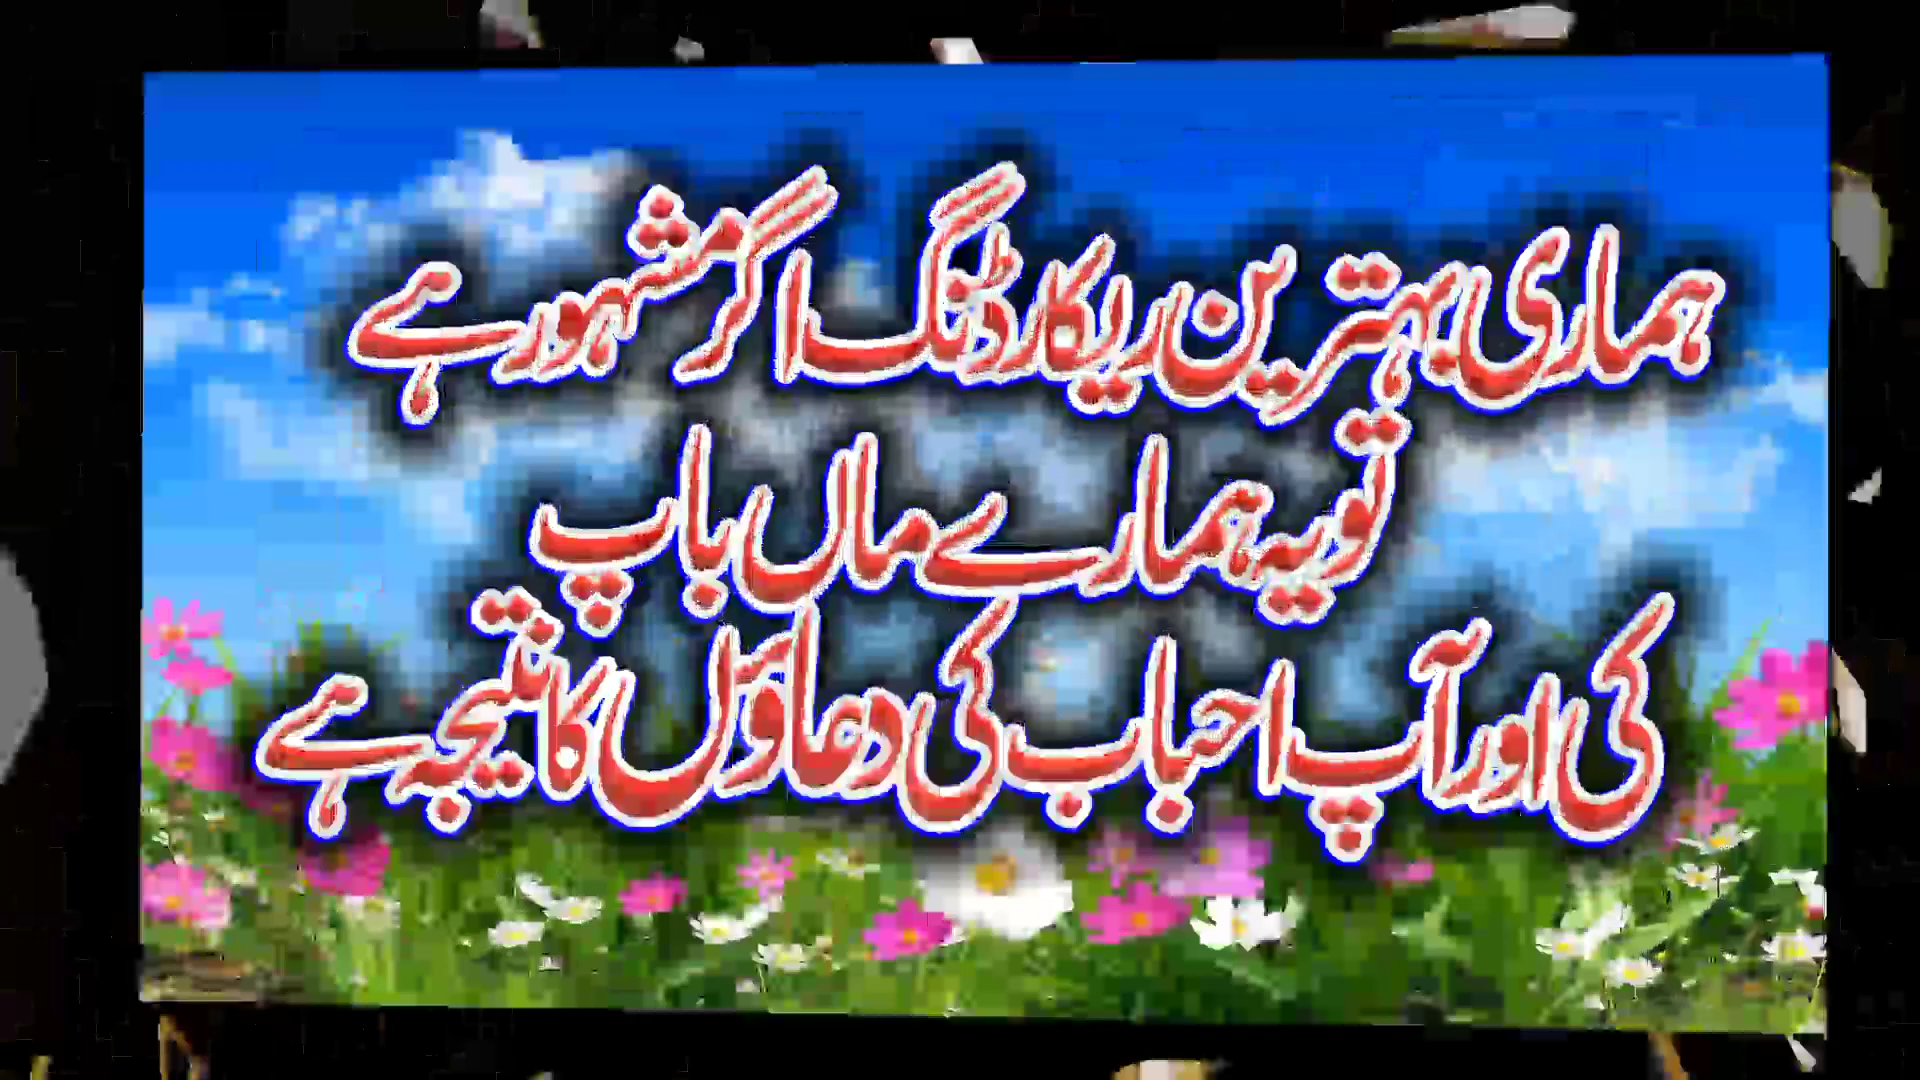 ہماری بہترین ریکارڈنگ اگر مشہور ہے
تو یہ ہمارے ماں باپ
کی اور آپ احباب کی دعاوٓں کا نتیجہ ہے